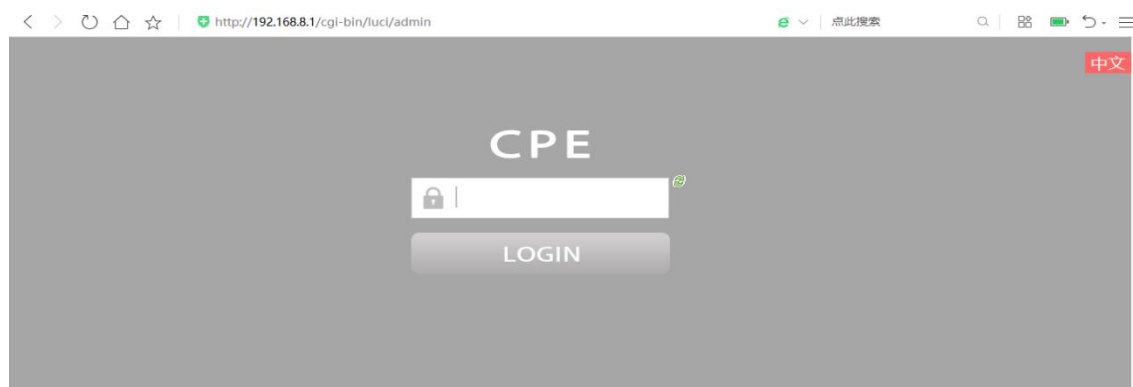 http://192.168.8.1/cgi-bin/luci/admin 点此搜索
中文
CPE
LOGIN